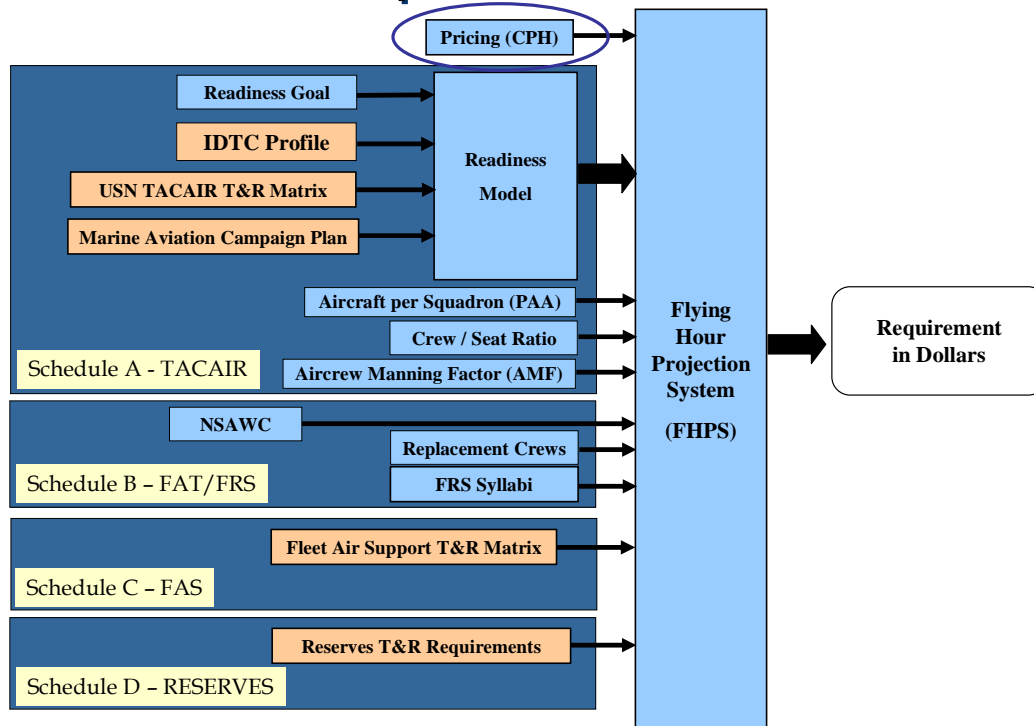 Pricing (CPH)
Readiness Goal
IDTC Profile
USN TACAIR T&R Matrix
Marine Aviation Campaign Plan
Readiness
Model
Aircraft per Squadron (PAA)
Crew / Seat Ratio
Aircrew Manning Factor (AMF)
Schedule A - TACAIR
NSAWC
Replacement Crews
FRS Syllabi
Schedule B – FAT/FRS
Fleet Air Support T&R Matrix
Schedule C – FAS
Reserves T&R Requirements
Schedule D – RESERVES
Flying
Hour
Projection
System
(FHPS)
Requirement
in Dollars